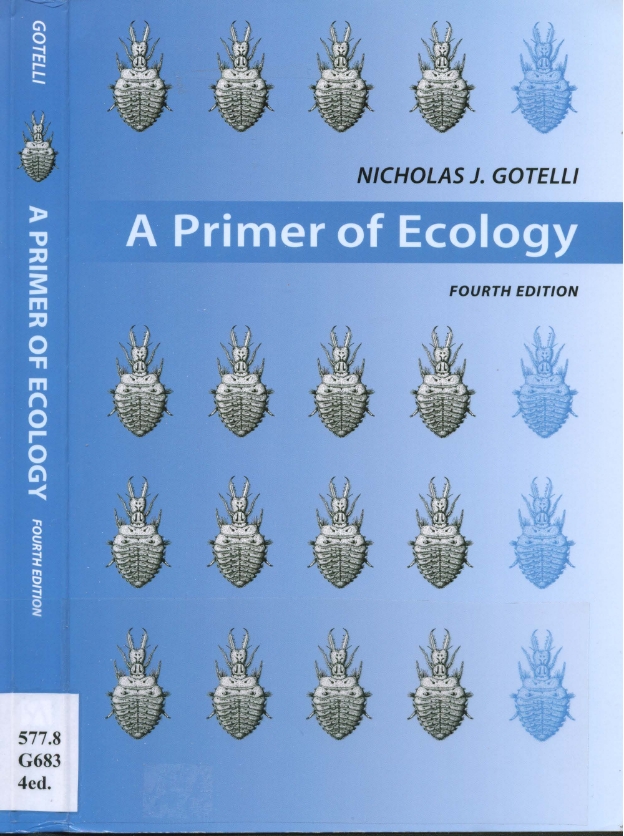 GOTELLI
A PRIMER OF ECOLOGY
FOURTH EDITION
577.8
G683
4ed.
NICHOLAS J. GOTELLI
A Primer of Ecology
FOURTH EDITION